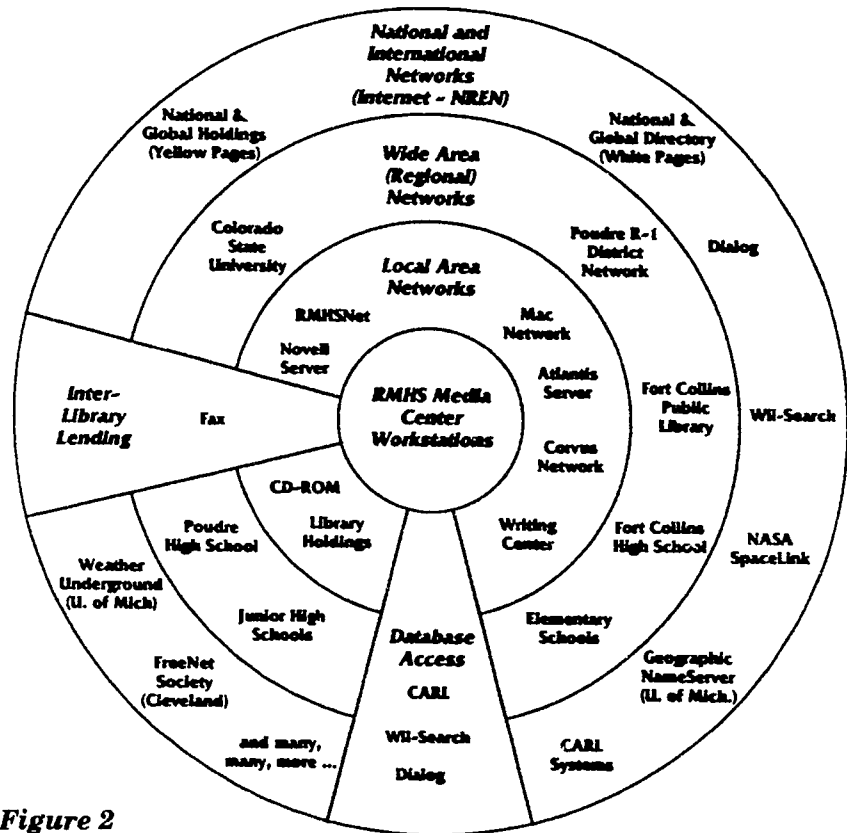 National and
International
Networks
(Internet - NREN)
National &
Global Holdings
(Yellow Pages)
National &
Global Directory
(White Pages)
Wide Area
(Regional)
Networks
Colorado
State
University
Poudre R-1
District
Network
Dialog
Local Area
Networks
RMHSNet
Mac
Network
Novell
Server
Atlantis
Server
Inter-
Library
Lending
Fax
RMHS Media
Center
Workstations
Fort Collins
Public
Library
Wil-Search
Corvus
Network
CD-ROM
Library
Holdings
Writing
Center
Poudre
High School
Fort Collins
High School
NASA
SpaceLink
Weather
Underground
(U. of Mich)
Junior High
Schools
Database
Access
CARL
Wil-Search
Dialog
Elementary
Schools
Geographic
NameServer
(U. of Mich.)
FreeNet
Society
(Cleveland)
and many,
many, more ...
CARL
Systems
Figure 2